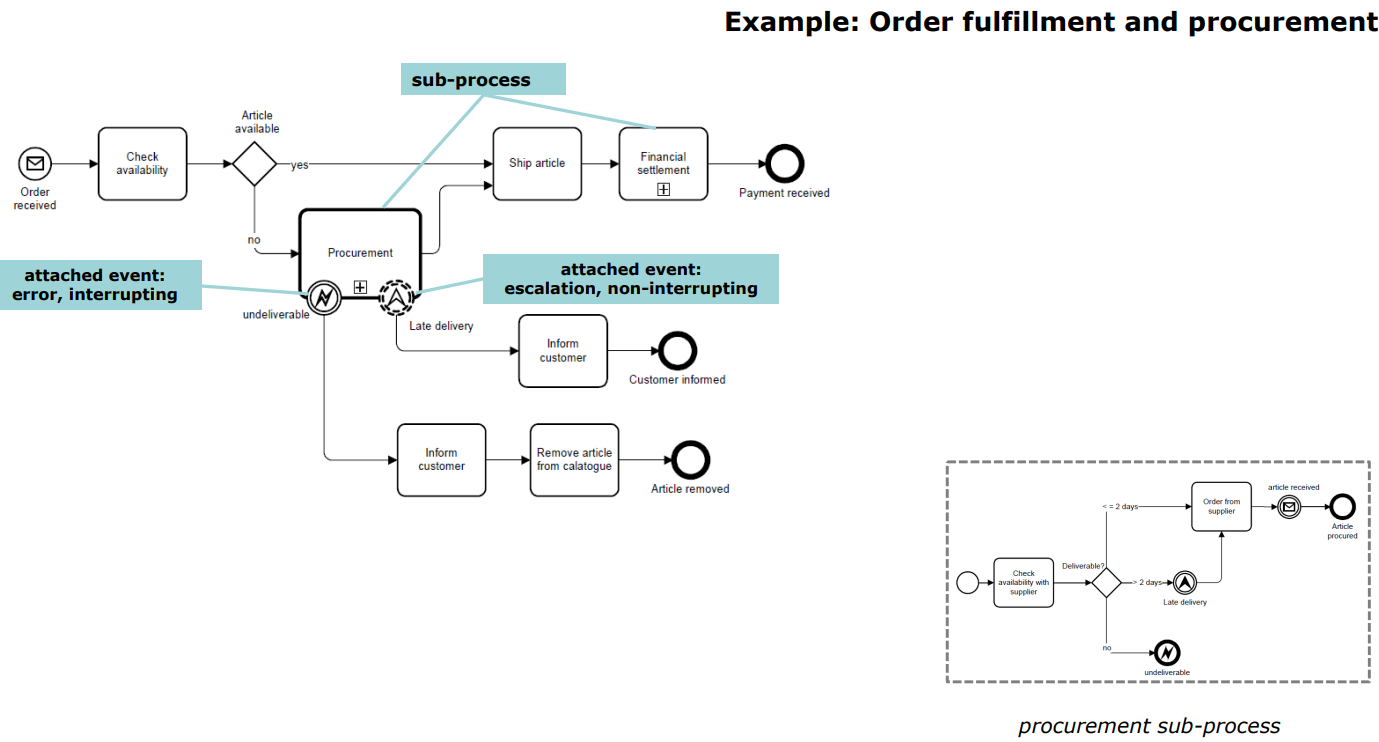 Example: Order fulfillment and procurement
sub-process
Article
available
Check
availability
yes
Ship article
Financial
settlement
Order
received
Payment received
no
Procurement
attached event:
error, interrupting
attached event:
escalation, non-interrupting
undeliverable
Late delivery
Inform
customer
Customer informed
Inform
customer
Remove article
from calatogue
Article removed
article received
Order from
supplier
< = 2 days
Article
procured
Deliverable?
Check
availability with
supplier
> 2 days
Late delivery
no
undeliverable
procurement sub-process